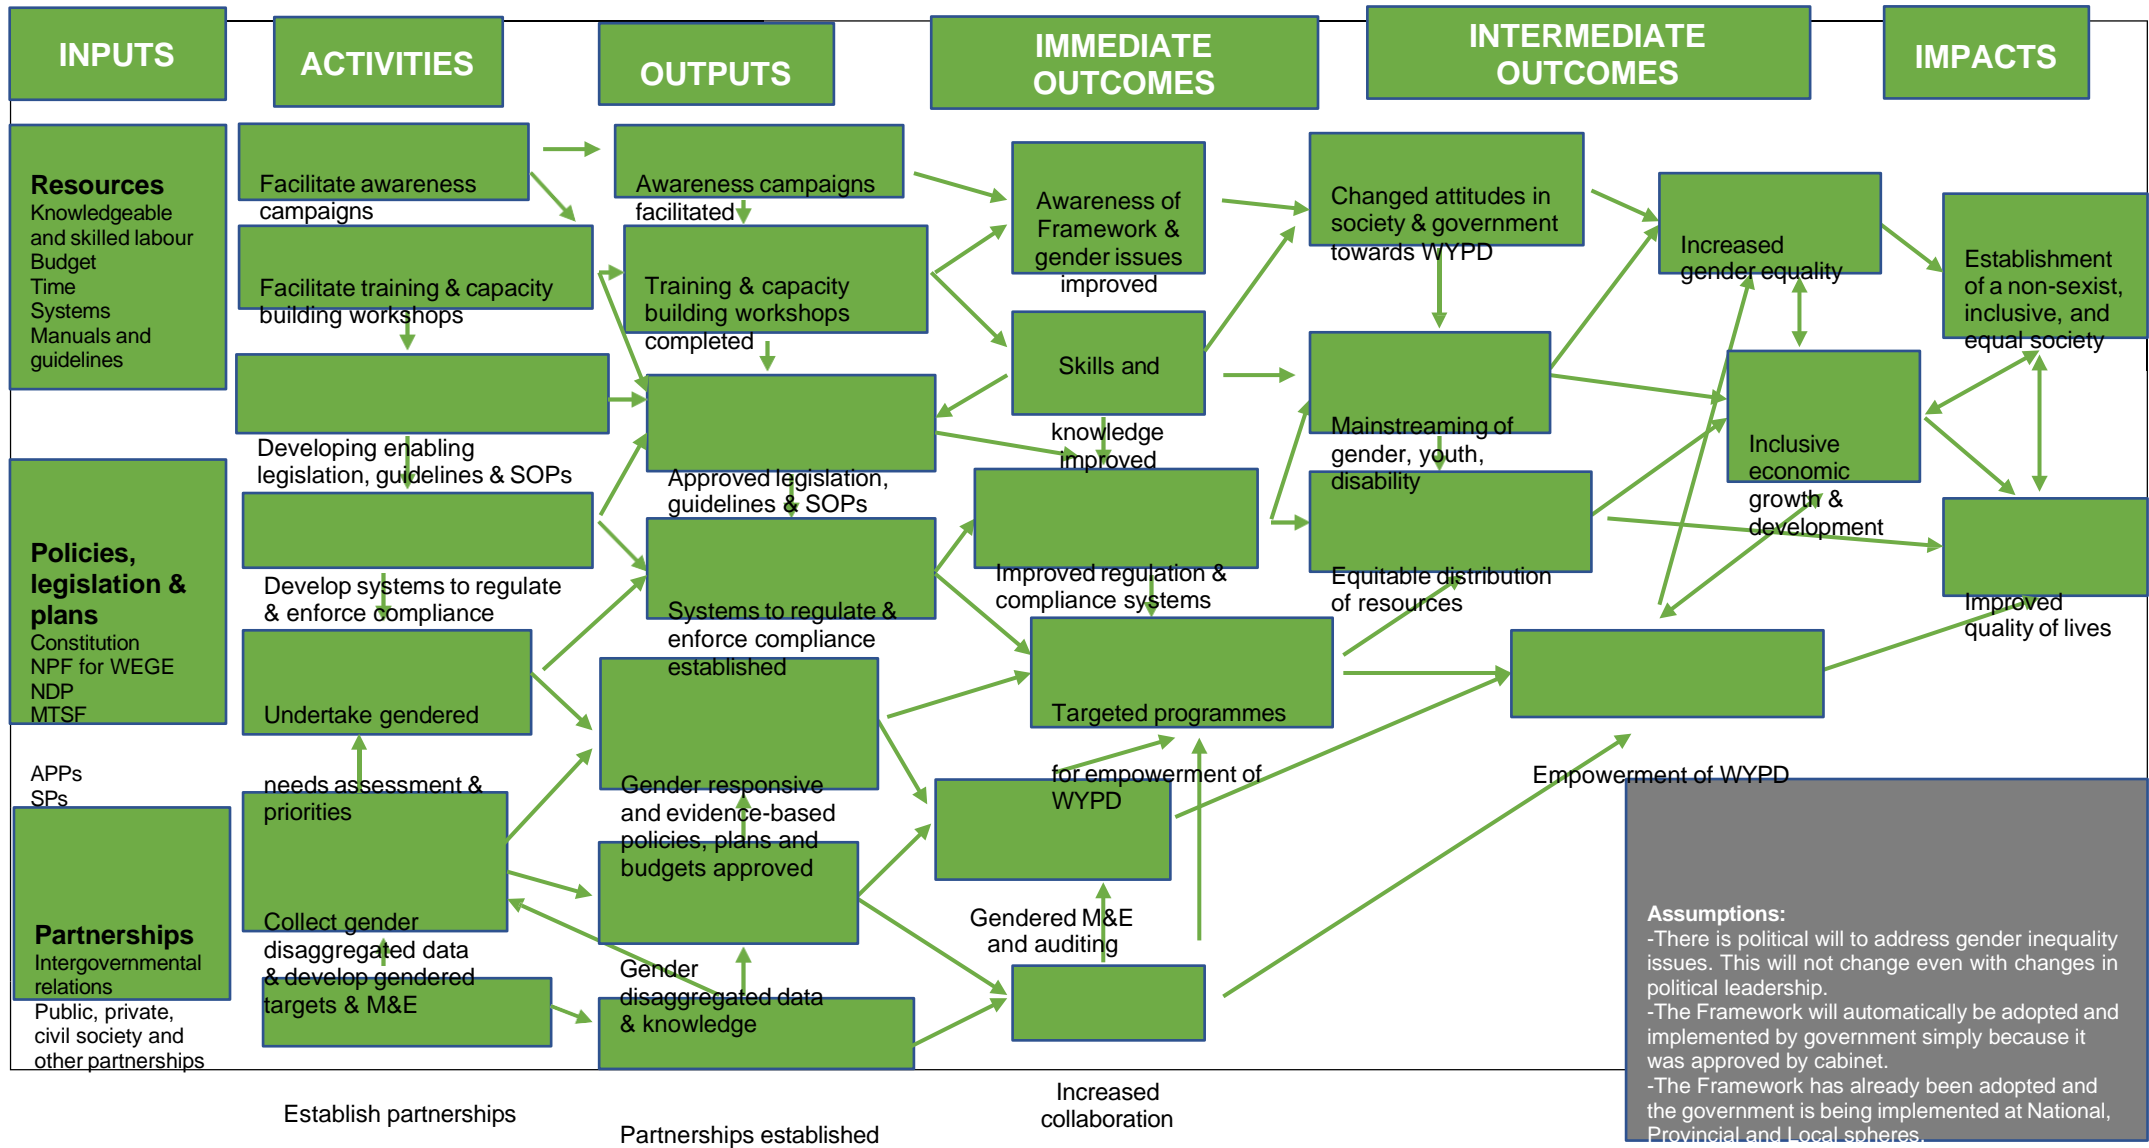 INPUTS
ACTIVITIES
OUTPUTS
IMMEDIATE
OUTCOMES
INTERMEDIATE
OUTCOMES
IMPACTS
Resources
Knowledgeable
and skilled labour
Budget
Time
Systems
Manuals and
guidelines
Policies,
legislation &
plans
Constitution
NPF for WEGE
NDP
MTSF
APPs
SPs
Partnerships
Intergovernmental
relations
Public, private,
civil society and
other partnerships
Facilitate awareness
campaigns
Facilitate training & capacity
building workshops
Developing enabling
legislation, guidelines & SOPs
Develop systems to regulate
& enforce compliance
Undertake gendered
needs assessment &
priorities
Collect gender
disaggregated data
& develop gendered
targets & M&E
Establish partnerships
Awareness campaigns
facilitated
Training & capacity
building workshops
completed
Approved legislation,
guidelines & SOPs
Systems to regulate &
enforce compliance
established
Gender responsive
and evidence-based
policies, plans and
budgets approved
Gender
disaggregated data
& knowledge
Partnerships established
Awareness of
Framework &
gender issues
improved
Skills and
knowledge
improved
Improved regulation &
compliance systems
Targeted programmes
for empowerment of
WYPD
Gendered M&E
and auditing
Increased
collaboration
Changed attitudes in
society & government
towards WYPD
Mainstreaming of
gender, youth,
disability
Equitable distribution
of resources
Empowerment of WYPD
Increased
gender equality
Inclusive
economic
growth &
development
Establishment
of a non-sexist,
inclusive, and
equal society
Improved
quality of lives
Assumptions:
-There is political will to address gender inequality
issues. This will not change even with changes in
political leadership.
-The Framework will automatically be adopted and
implemented by government simply because it
was approved by cabinet.
-The Framework has already been adopted and
the government is being implemented at National,
Provincial and Local spheres.